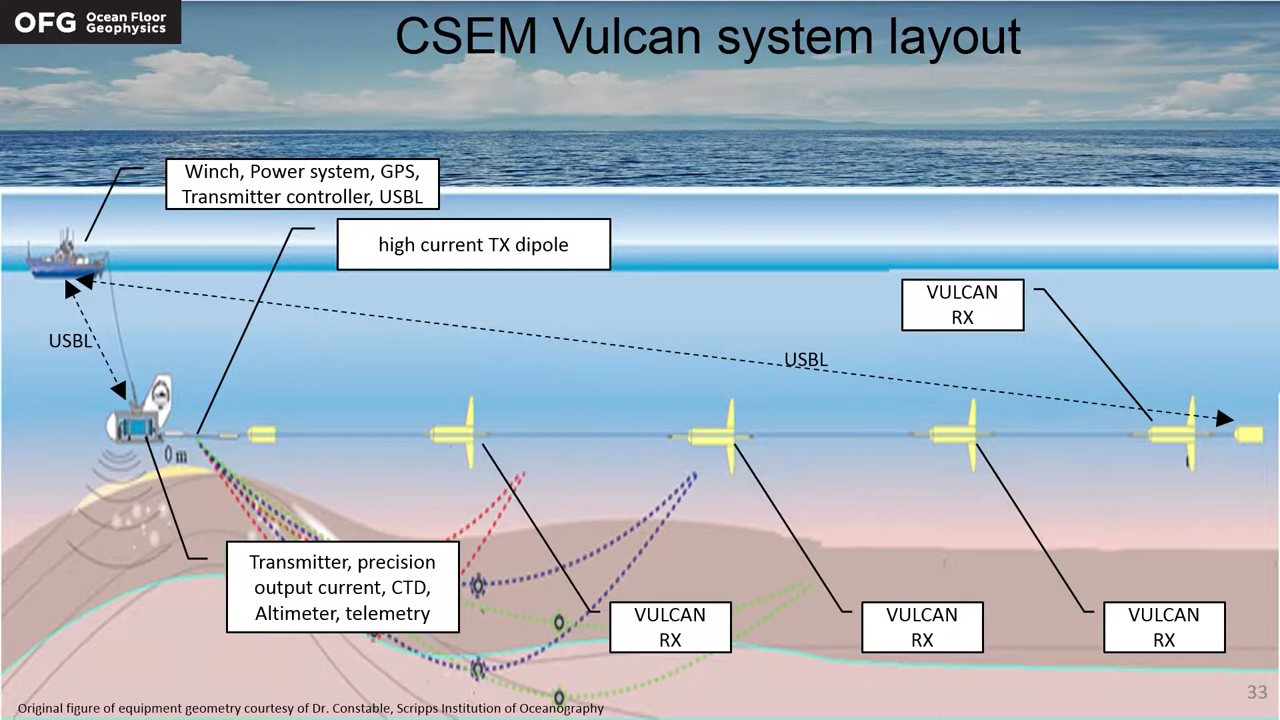 OFG Ocean Floor
Geophysics
CSEM Vulcan system layout
Winch, Power system, GPS,
Transmitter controller, USBL
high current TX dipole
VULCAN
RX
USBL
USBL
0 m
Transmitter, precision
output current, CTD,
Altimeter, telemetry
VULCAN
RX
VULCAN
RX
VULCAN
RX
33
Original figure of equipment geometry courtesy of Dr. Constable, Scripps Institution of Oceanography